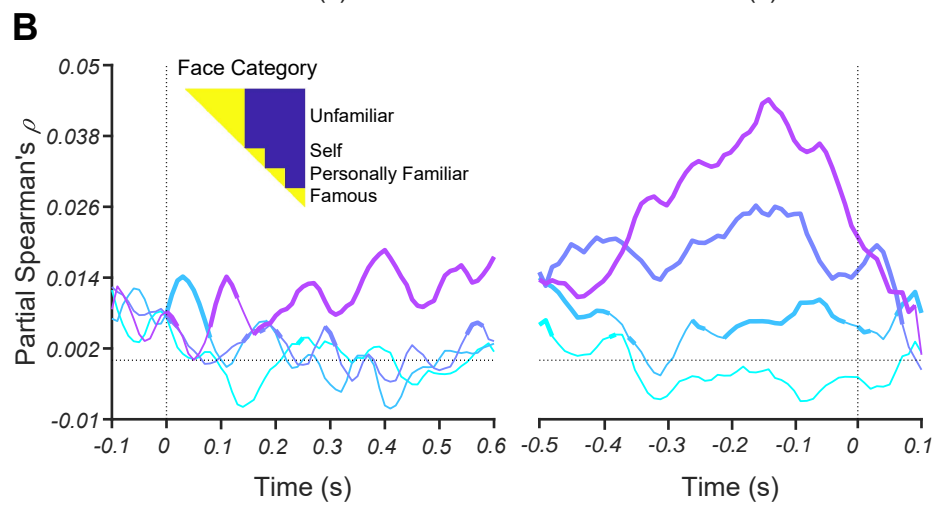 B
Face Category
Unfamiliar
Self
Personally Familiar
Famous
Partial Spearman's ρ
0.05
0.038
0.026
0.014
0.002
-0.01
-0.1 0 0.1 0.2 0.3 0.4 0.5 0.6
-0.5 -0.4 -0.3 -0.2 -0.1 0 0.1
Time (s)
Time (s)